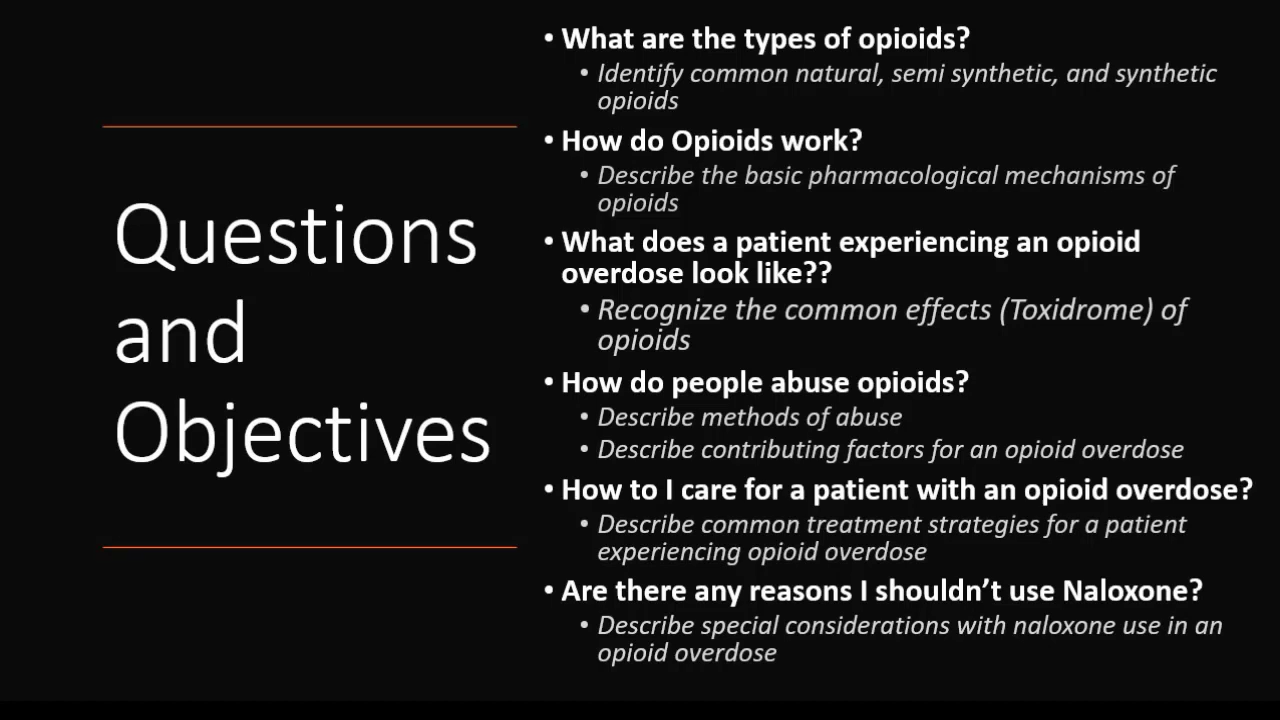 Questions
and
Objectives
• What are the types of opioids?
• Identify common natural, semi synthetic, and synthetic
opioids
• How do Opioids work?
• Describe the basic pharmacological mechanisms of
opioids
• What does a patient experiencing an opioid
overdose look like??
• Recognize the common effects (Toxidrome) of
opioids
• How do people abuse opioids?
• Describe methods of abuse
• Describe contributing factors for an opioid overdose
• How to I care for a patient with an opioid overdose?
• Describe common treatment strategies for a patient
experiencing opioid overdose
• Are there any reasons I shouldn’t use Naloxone?
• Describe special considerations with naloxone use in an
opioid overdose